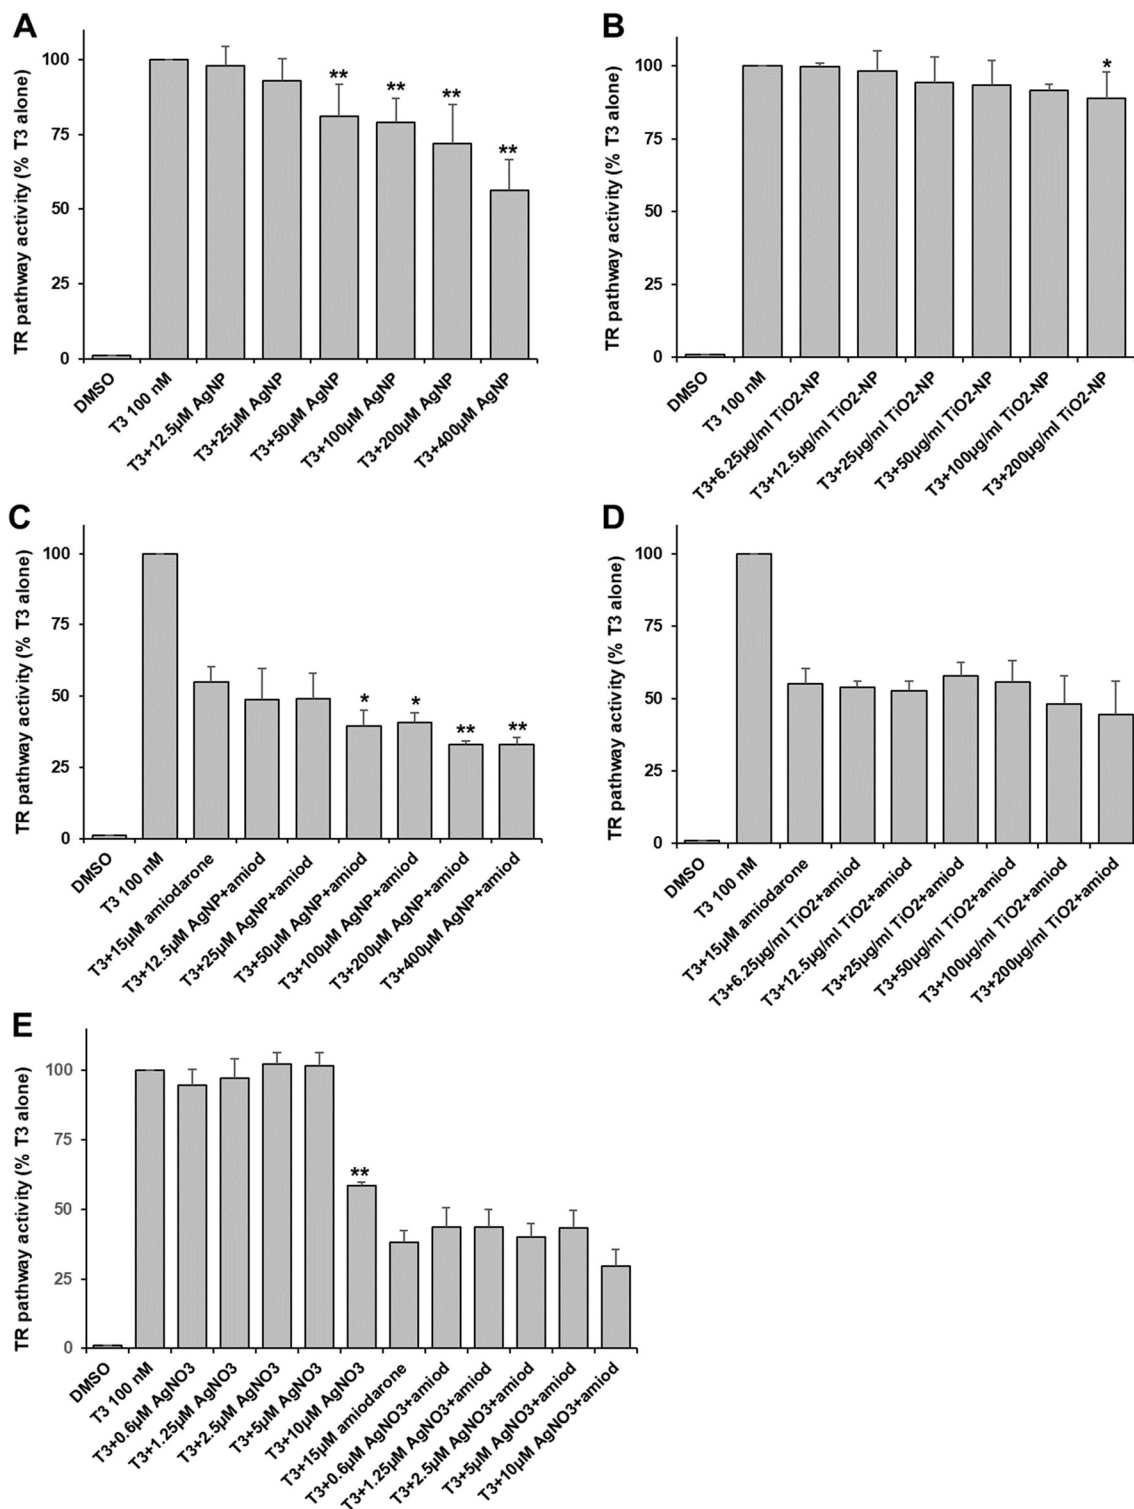 A
TR pathway activity (% T3 alone)
100
75
50
25
0
** ** ** **
DMSO
T3 100 nM
T3+12.5µM AgNP
T3+25µM AgNP
T3+50µM AgNP
T3+100µM AgNP
T3+200µM AgNP
T3+400µM AgNP
B
TR pathway activity (% T3 alone)
100
75
50
25
0
*
DMSO
T3 100 nM
T3+6.25µg/ml TiO2-NP
T3+12.5µg/ml TiO2-NP
T3+25µg/ml TiO2-NP
T3+50µg/ml TiO2-NP
T3+100µg/ml TiO2-NP
T3+200µg/ml TiO2-NP
C
TR pathway activity (% T3 alone)
100
75
50
25
0
* * ** **
DMSO
T3 100 nM
T3+15µM amiodarone
T3+12.5µM AgNP+amiod
T3+25µM AgNP+amiod
T3+50µM AgNP+amiod
T3+100µM AgNP+amiod
T3+200µM AgNP+amiod
T3+400µM AgNP+amiod
D
TR pathway activity (% T3 alone)
100
75
50
25
0
DMSO
T3 100 nM
T3+15µM amiodarone
T3+6.25µg/ml TiO2+amiod
T3+12.5µg/ml TiO2+amiod
T3+25µg/ml TiO2+amiod
T3+50µg/ml TiO2+amiod
T3+100µg/ml TiO2+amiod
T3+200µg/ml TiO2+amiod
E
TR pathway activity (% T3 alone)
100
75
50
25
0
**
DMSO
T3 100 nM
T3+0.6µM AgNO3
T3+1.25µM AgNO3
T3+2.5µM AgNO3
T3+5µM AgNO3
T3+10µM AgNO3
T3+15µM amiodarone
T3+0.6µM AgNO3+amiod
T3+1.25µM AgNO3+amiod
T3+2.5µM AgNO3+amiod
T3+5µM AgNO3+amiod
T3+10µM AgNO3+amiod